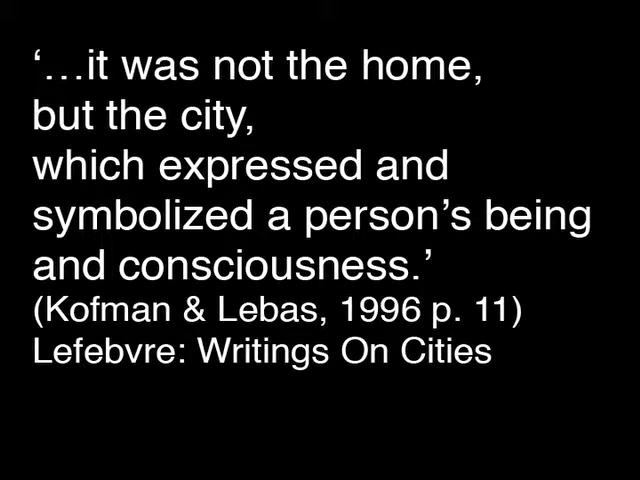 ‘…it was not the home,
but the city,
which expressed and
symbolized a person’s being
and consciousness.’
(Kofman & Lebas, 1996 p. 11)
Lefebvre: Writings On Cities